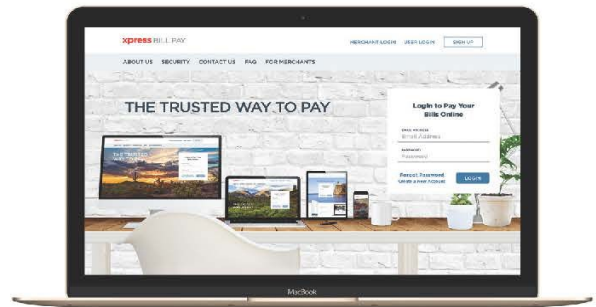 xpress BILL PAY
MERCHANT LOGIN USER LOGIN SIGN UP
ABOUT US SECURITY CONTACT US FAQ FOR MERCHANTS
THE TRUSTED WAY TO PAY
Login to Pay Your
Bills Online
Email Address
Password
Forgot Password
LOGIN
MacBook